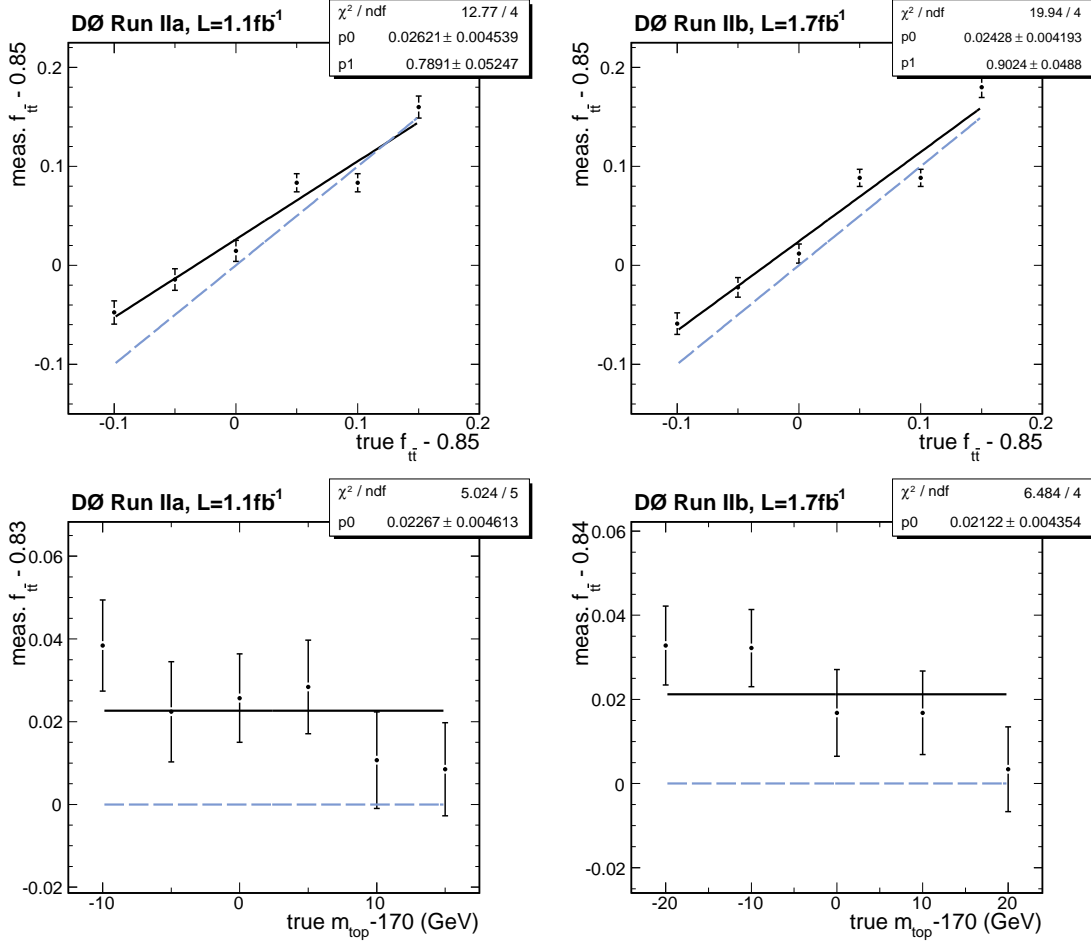 DØ Run IIa, L=1.1fb⁻¹
χ² / ndf 12.77 / 4
p0 0.02621 ± 0.004539
p1 0.7891 ± 0.05247
meas. f_tt̄ - 0.85
0.2
0.1
0
-0.1
-0.1 0 0.1 0.2
true f_tt̄ - 0.85
DØ Run IIb, L=1.7fb⁻¹
χ² / ndf 19.94 / 4
p0 0.02428 ± 0.004193
p1 0.9024 ± 0.0488
meas. f_tt̄ - 0.85
0.2
0.1
0
-0.1
-0.1 0 0.1 0.2
true f_tt̄ - 0.85
DØ Run IIa, L=1.1fb⁻¹
χ² / ndf 5.024 / 5
p0 0.02267 ± 0.004613
meas. f_tt̄ - 0.83
0.06
0.04
0.02
0
-0.02
-10 0 10
true m_top-170 (GeV)
DØ Run IIb, L=1.7fb⁻¹
χ² / ndf 6.484 / 4
p0 0.02122 ± 0.004354
meas. f_tt̄ - 0.84
0.06
0.04
0.02
0
-0.02
-20 -10 0 10 20
true m_top-170 (GeV)